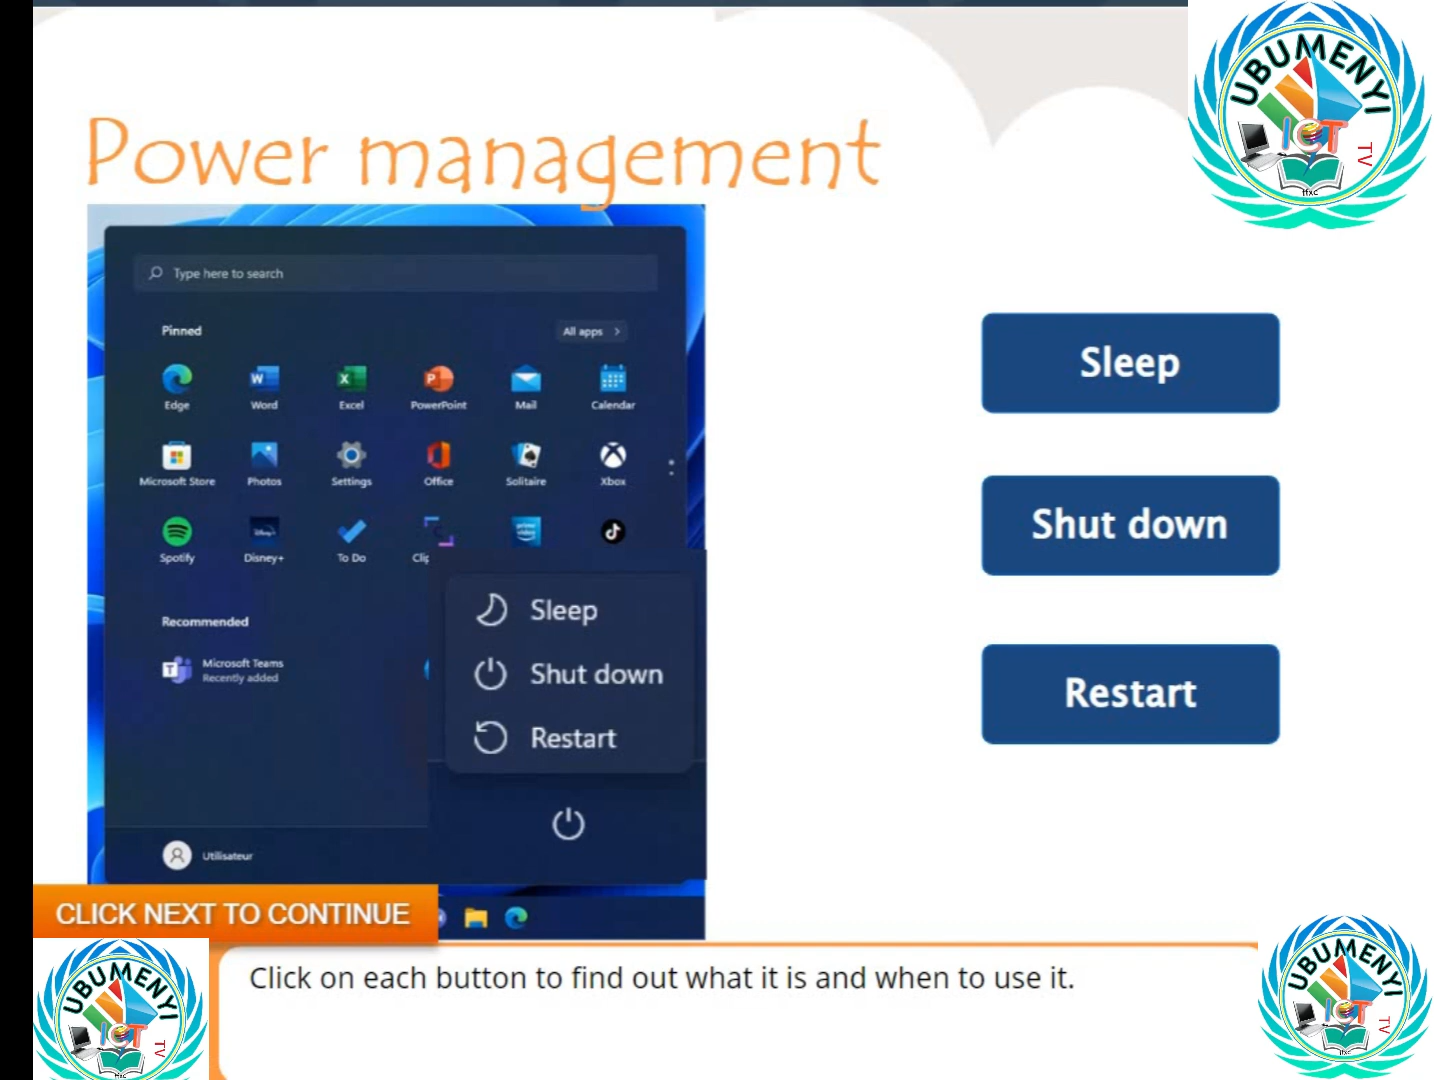 UBUMENYI
ICT
TV
tfxc
Power management
Type here to search
Pinned
All apps
Edge
Word
Excel
PowerPoint
Mail
Calendar
Microsoft Store
Photos
Settings
Office
Solitaire
Xbox
Spotify
Disney+
To Do
Clip
Recommended
Microsoft Teams
Recently added
Sleep
Shut down
Restart
Utilisateur
Sleep
Shut down
Restart
CLICK NEXT TO CONTINUE
Click on each button to find out what it is and when to use it.
UBUMENYI
ICT
TV
UBUMENYI
ICT
TV